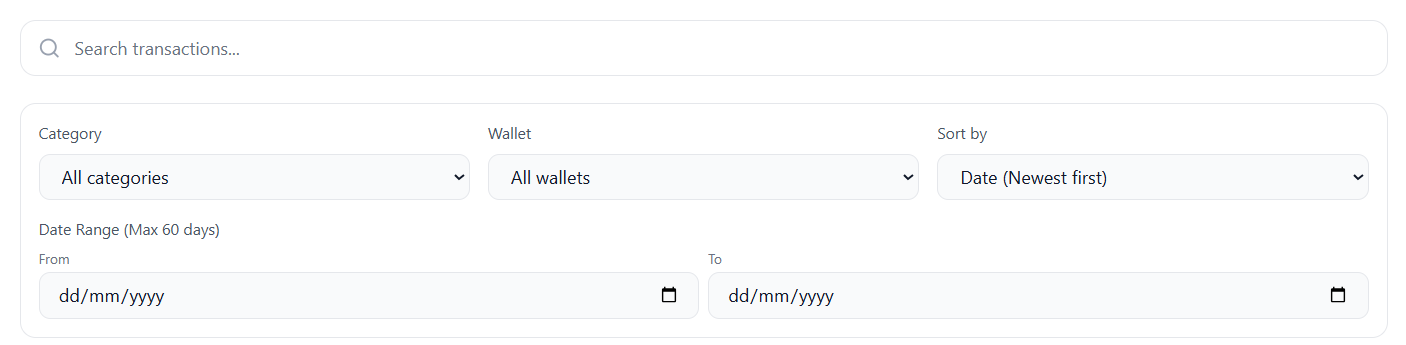 Search transactions...
Category Wallet Sort by
All categories All wallets Date (Newest first)
Date Range (Max 60 days)
From To
dd/mm/yyyy dd/mm/yyyy